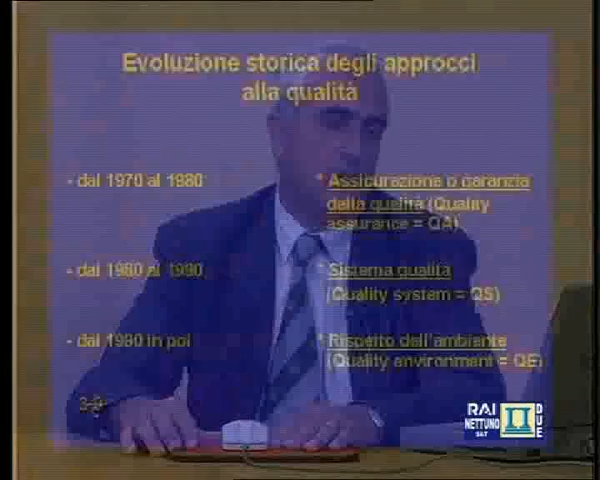 Evoluzione storica degli approcci
alla qualità
- dal 1970 al 1980
* Assicurazione o garanzia
della qualità (Quality
assurance = QA)
- dal 1980 al 1990
* Sistema qualità
(Quality system = QS)
- dal 1990 in poi
* Rispetto dell'ambiente
(Quality environment = QE)
RAI
NETTUNO
SAT
DUE